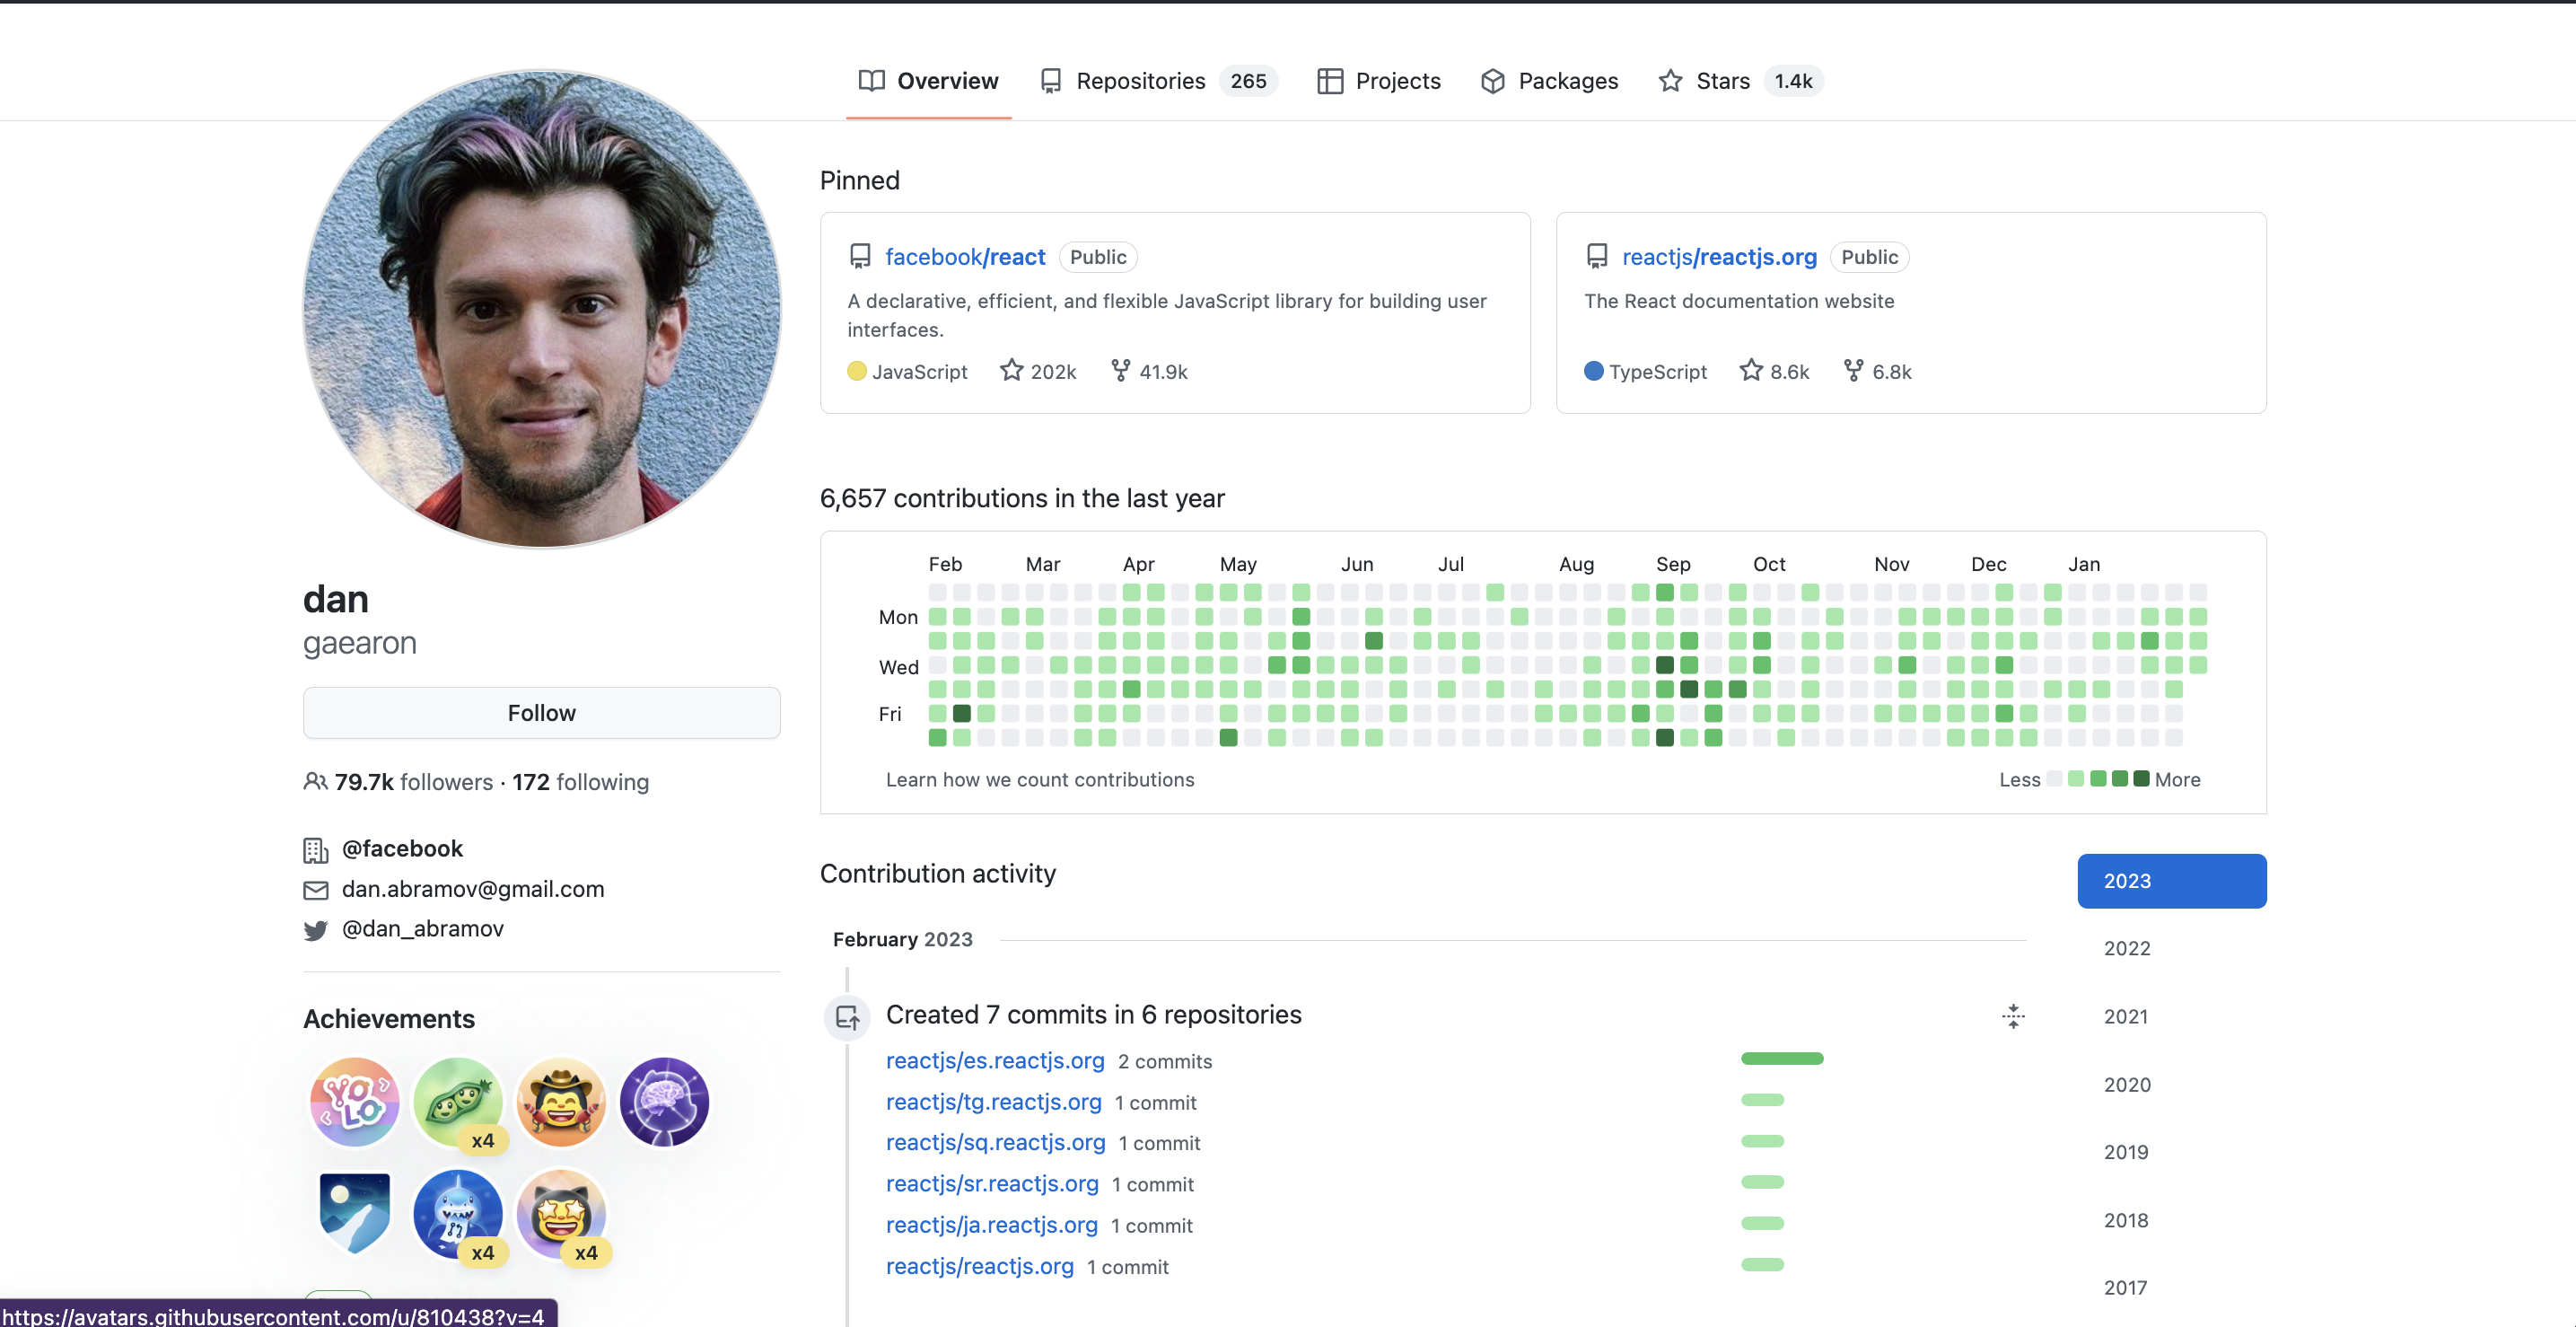 Overview
Repositories 265
Projects
Packages
Stars 1.4k
dan
gaearon
Follow
79.7k followers · 172 following
@facebook
dan.abramov@gmail.com
@dan_abramov
Achievements
YOLO
x4
x4
x4
https://avatars.githubusercontent.com/u/810438?v=4
Pinned
facebook/react Public
A declarative, efficient, and flexible JavaScript library for building user
interfaces.
JavaScript 202k 41.9k
reactjs/reactjs.org Public
The React documentation website
TypeScript 8.6k 6.8k
6,657 contributions in the last year
Feb Mar Apr May Jun Jul Aug Sep Oct Nov Dec Jan
Mon
Wed
Fri
Learn how we count contributions
Less More
Contribution activity
February 2023
Created 7 commits in 6 repositories
reactjs/es.reactjs.org 2 commits
reactjs/tg.reactjs.org 1 commit
reactjs/sq.reactjs.org 1 commit
reactjs/sr.reactjs.org 1 commit
reactjs/ja.reactjs.org 1 commit
reactjs/reactjs.org 1 commit
2023
2022
2021
2020
2019
2018
2017